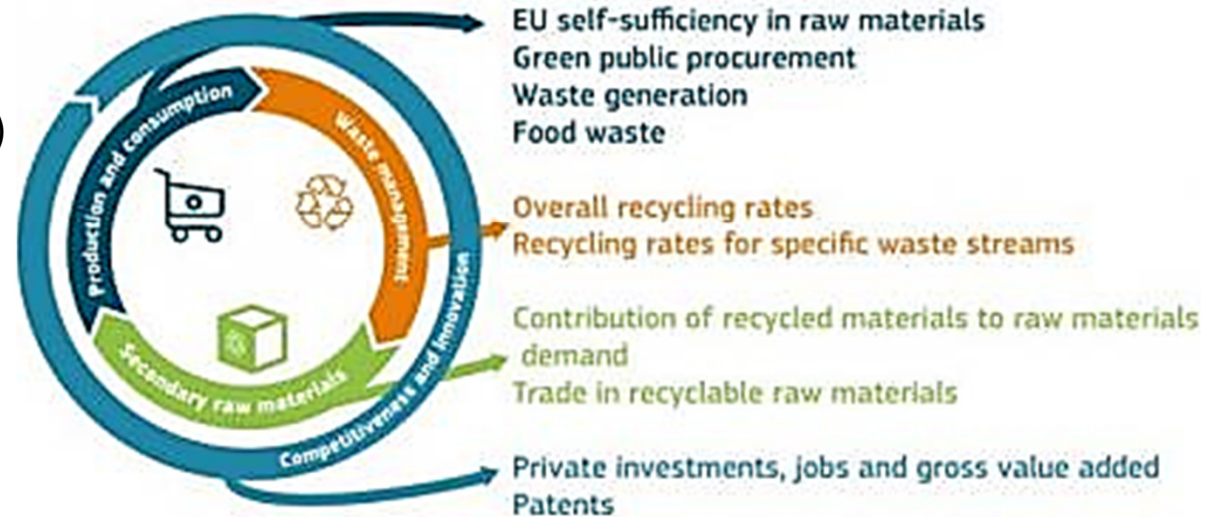 EU self-sufficiency in raw materials
Green public procurement
Waste generation
Food waste
Production and consumption
Waste management
Overall recycling rates
Recycling rates for specific waste streams
Secondary raw materials
Contribution of recycled materials to raw materials
demand
Trade in recyclable raw materials
Competitiveness and innovation
Private investments, jobs and gross value added
Patents
)